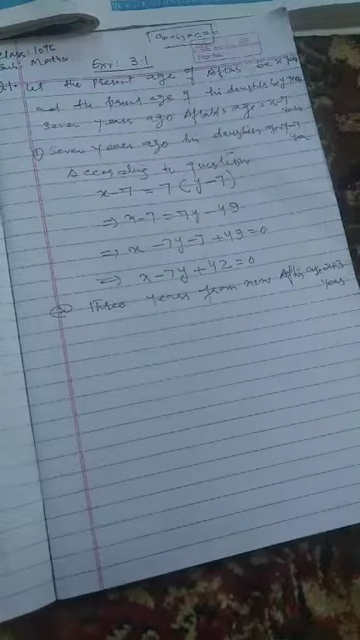 Class: 10th
Sub: Maths
Exr: 3.1
let the Present age of Aftab be x years
and the Present age of his daughter be y years
Seven years ago Aftab's age = x-7 years
① Seven years ago his daughter age y-7 years
According to question
x-7 = 7(y-7)
⇒ x-7 = 7y-49
⇒ x-7y-7+49=0
⇒ x-7y+42=0
② Three years from now Aftab age x+3 years